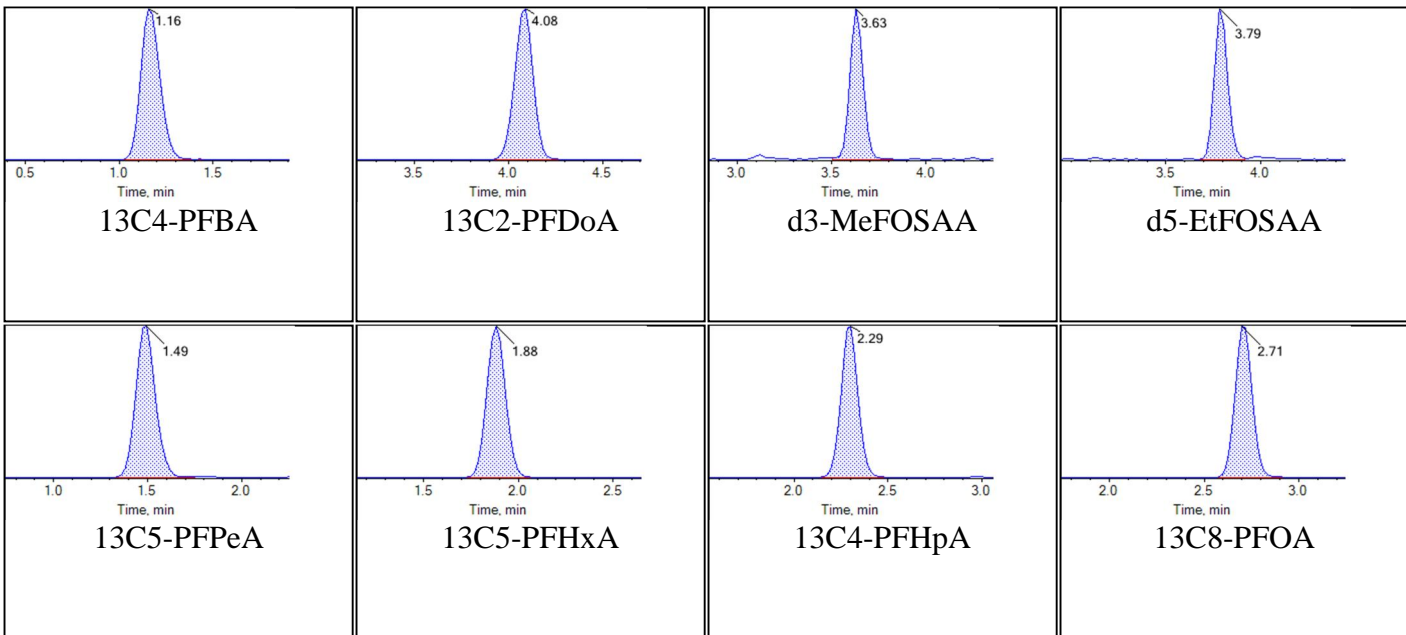 1.16
0.5 1.0 1.5
Time, min
13C4-PFBA
4.08
3.5 4.0 4.5
Time, min
13C2-PFDoA
3.63
3.0 3.5 4.0
Time, min
d3-MeFOSAA
3.79
3.5 4.0
Time, min
d5-EtFOSAA
1.49
1.0 1.5 2.0
Time, min
13C5-PFPeA
1.88
1.5 2.0 2.5
Time, min
13C5-PFHxA
2.29
2.0 2.5 3.0
Time, min
13C4-PFHpA
2.71
2.0 2.5 3.0
Time, min
13C8-PFOA